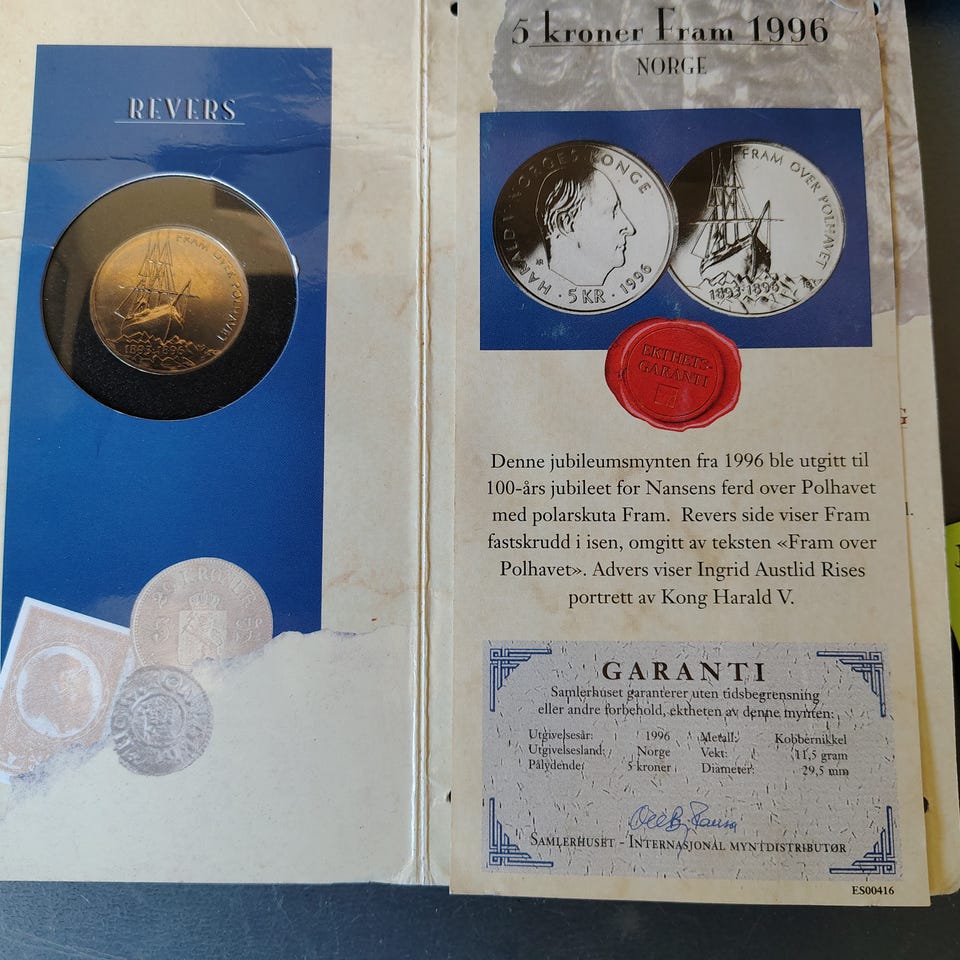 REVERS
FRAM OVER POLHAVET
1893-1896
5 kroner Fram 1996
NORGE
HARALD V NORGES KONGE
· 5 KR · 1996
FRAM OVER POLHAVET
1893-1896
EKTHETS-
GARANTI
Denne jubileumsmynten fra 1996 ble utgitt til
100-års jubileet for Nansens ferd over Polhavet
med polarskuta Fram. Revers side viser Fram
fastskrudd i isen, omgitt av teksten «Fram over
Polhavet». Advers viser Ingrid Austlid Rises
portrett av Kong Harald V.
GARANTI
Samlerhuset garanterer uten tidsbegrensning
eller andre forbehold, ektheten av denne mynten:
Utgivelsesår: 1996 Metall: Kobbernikkel
Utgivelsesland: Norge Vekt: 11,5 gram
Pålydende: 5 kroner Diameter: 29,5 mm
SAMLERHUSET - INTERNASJONAL MYNTDISTRIBUTØR
ES00416